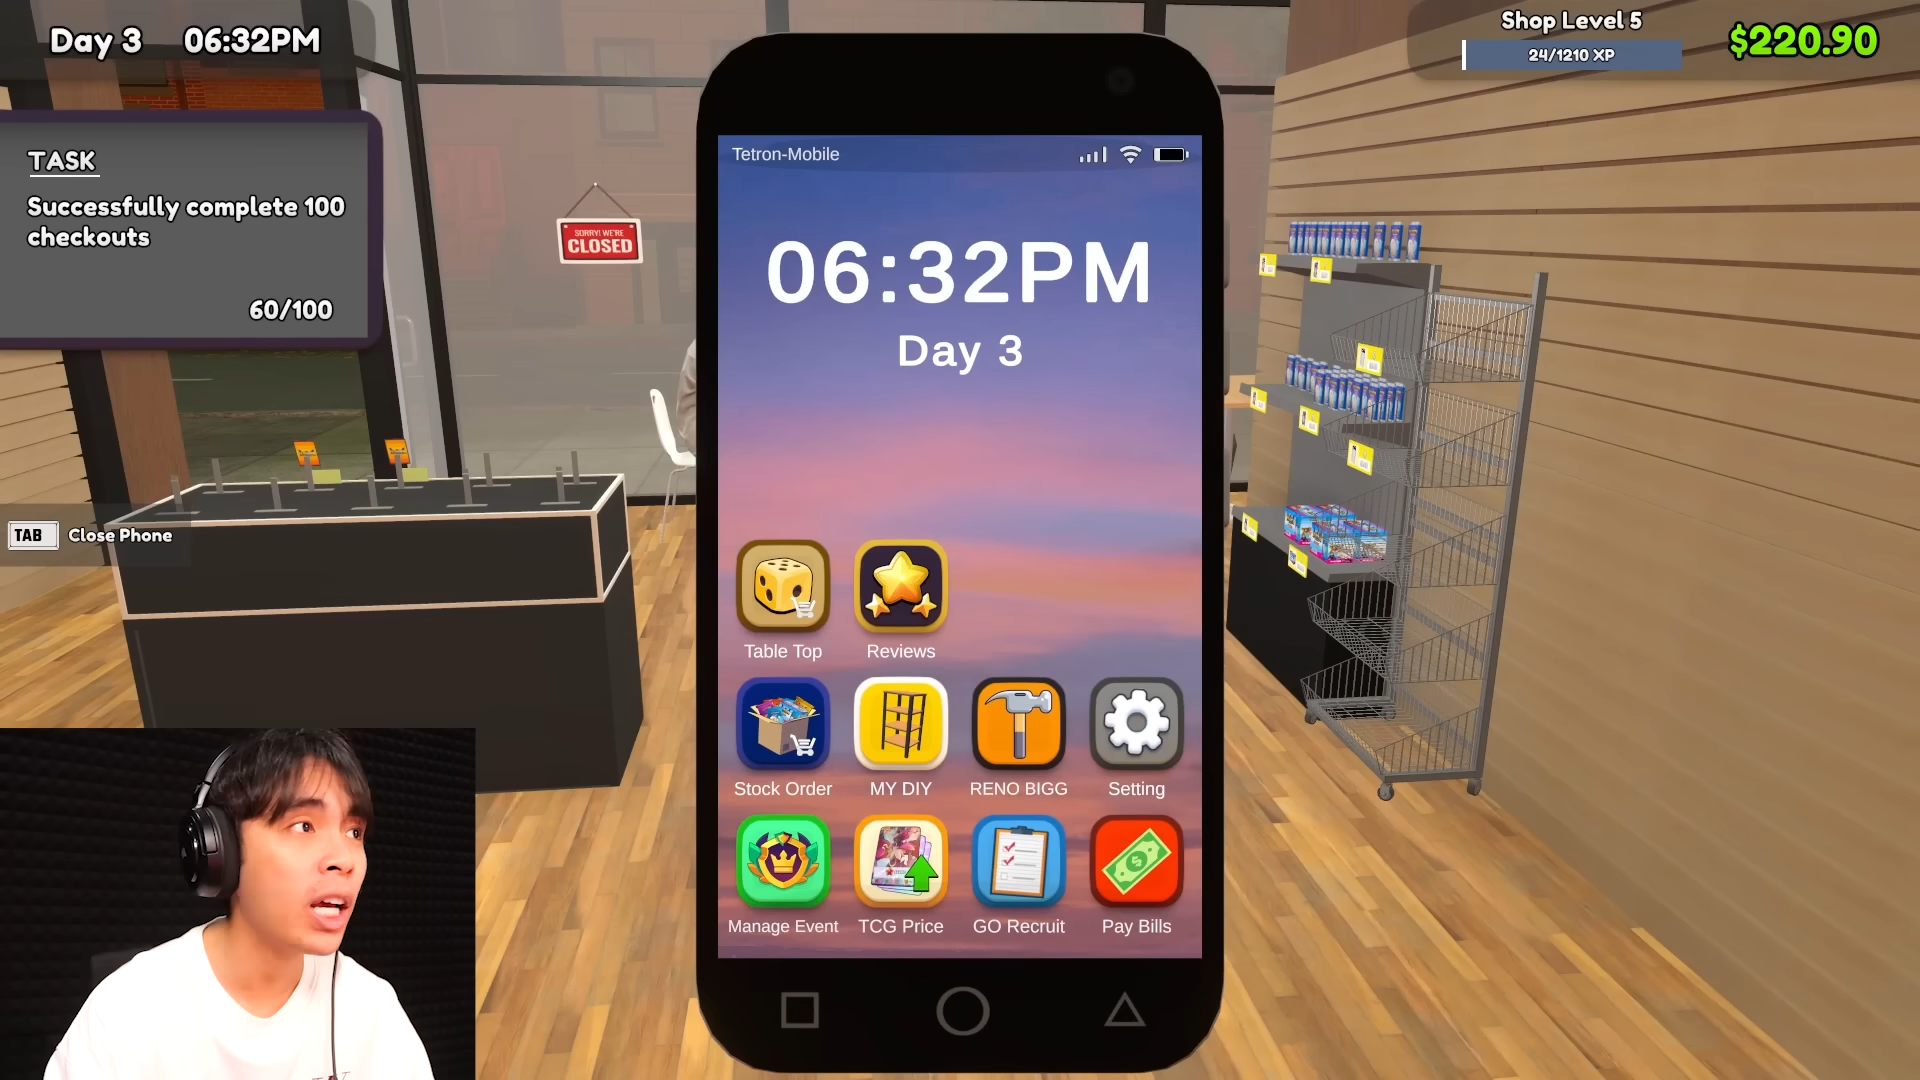 Day 3 06:32PM
Shop Level 5
24/1210 XP
$220.90
TASK
Successfully complete 100
checkouts
60/100
TAB Close Phone
SORRY! WE'RE
CLOSED
Tetron-Mobile
06:32PM
Day 3
Table Top
Reviews
Stock Order
MY DIY
RENO BIGG
Setting
Manage Event
TCG Price
GO Recruit
Pay Bills